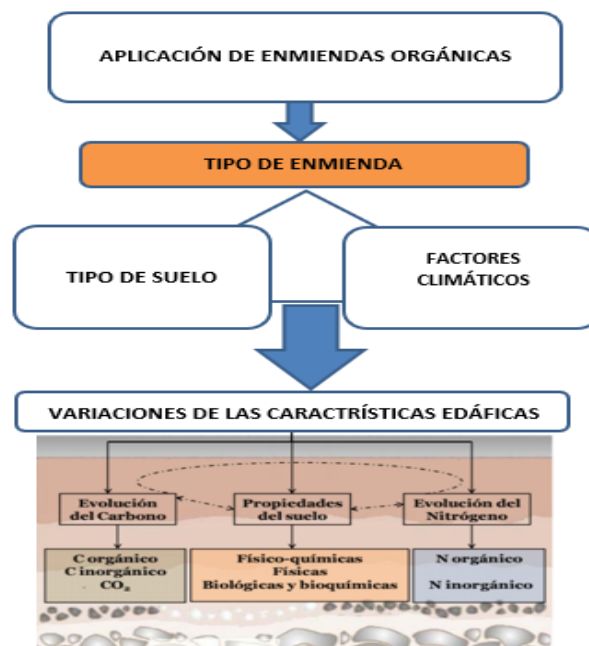 APLICACIÓN DE ENMIENDAS ORGÁNICAS
TIPO DE ENMIENDA
TIPO DE SUELO
FACTORES
CLIMÁTICOS
VARIACIONES DE LAS CARACTRÍSTICAS EDÁFICAS
Evolución
del Carbono
Propiedades
del suelo
Evolución del
Nitrógeno
C orgánico
C inorgánico
CO₂
Físico-químicas
Físicas
Biológicas y bioquímicas
N orgánico
N inorgánico